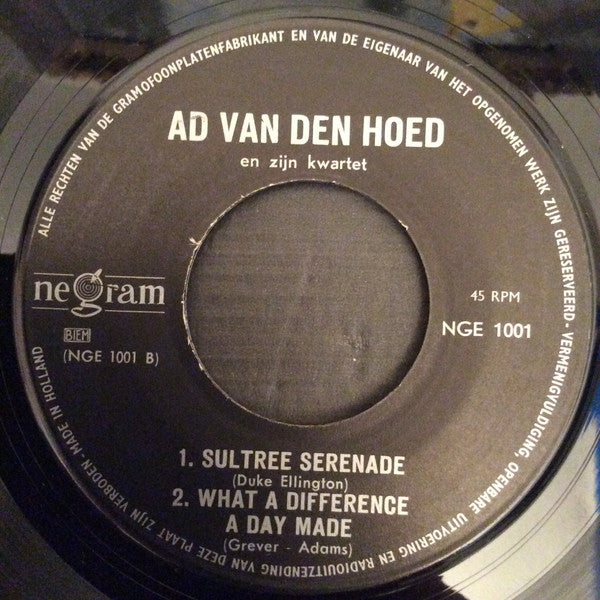 ALLE RECHTEN VAN DE GRAMOFOONPLATENFABRIKANT EN VAN DE EIGENAAR VAN HET OPGENOMEN WERK ZIJN GERESERVEERD - VERMENIGVULDIGING, OPENBARE UITVOERING EN RADIOUITZENDING VAN DEZE PLAAT ZIJN VERBODEN - MADE IN HOLLAND
AD VAN DEN HOED
en zijn kwartet
negram
45 RPM
NGE 1001
BIEM
(NGE 1001 B)
1. SULTREE SERENADE
(Duke Ellington)
2. WHAT A DIFFERENCE
A DAY MADE
(Grever - Adams)